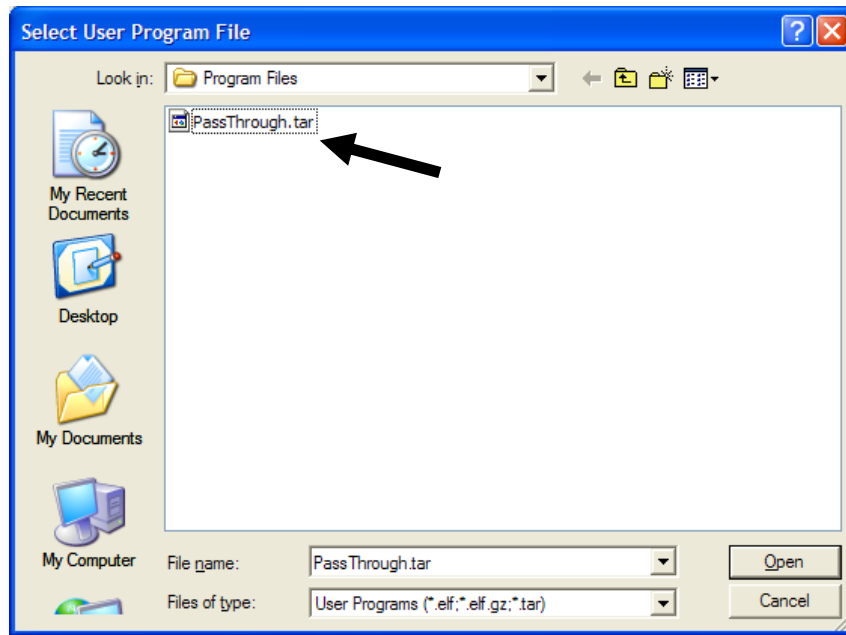 Select User Program File
Look in: Program Files
PassThrough.tar
My Recent
Documents
Desktop
My Documents
My Computer
File name: PassThrough.tar Open
Files of type: User Programs (*.elf;*.elf.gz;*.tar) Cancel